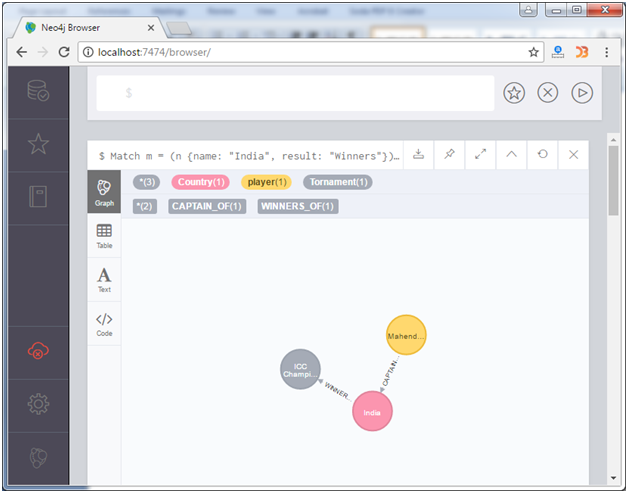 Neo4j Browser
localhost:7474/browser/
$
$ Match m = (n {name: "India", result: "Winners"})…
*(3) Country(1) player(1) Tornament(1)
*(2) CAPTAIN_OF(1) WINNERS_OF(1)
Graph
Table
A
Text
Code
Mahend…
ICC
Champi…
CAPTAIN…
WINNER…
India